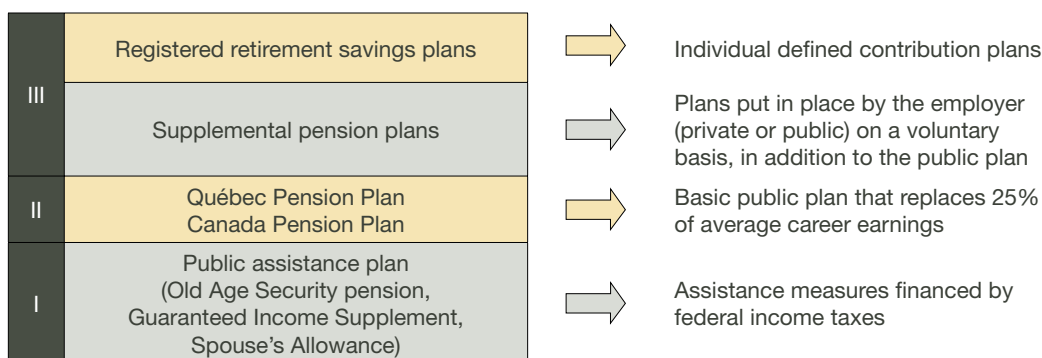 III
Registered retirement savings plans
Individual defined contribution plans
Supplemental pension plans
Plans put in place by the employer
(private or public) on a voluntary
basis, in addition to the public plan
II
Québec Pension Plan
Canada Pension Plan
Basic public plan that replaces 25%
of average career earnings
I
Public assistance plan
(Old Age Security pension,
Guaranteed Income Supplement,
Spouse’s Allowance)
Assistance measures financed by
federal income taxes